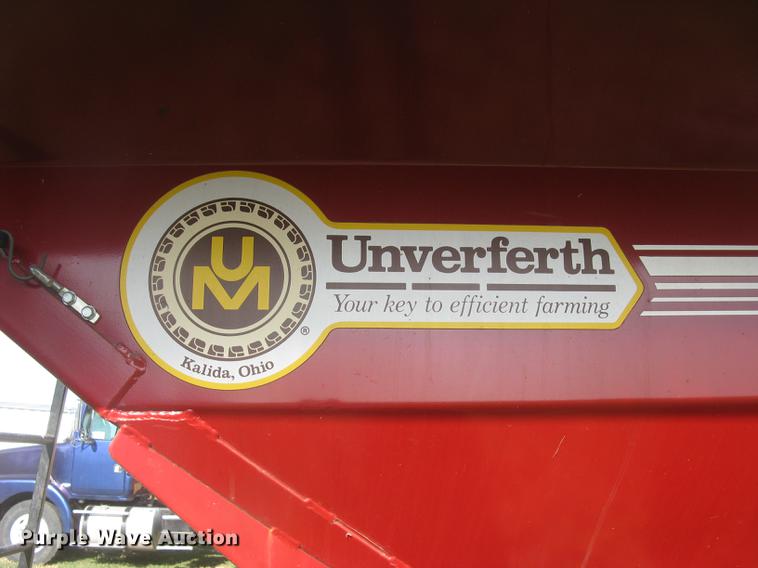 UM
Unverferth
Your key to efficient farming
®
Kalida, Ohio
Purple Wave Auction